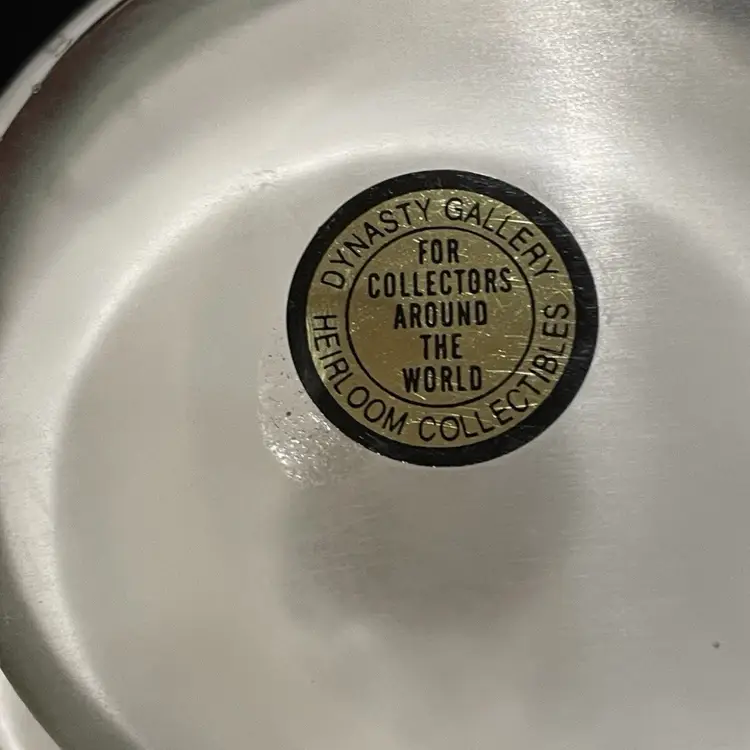 DYNASTY GALLERY
FOR
COLLECTORS
AROUND
THE
WORLD
HEIRLOOM COLLECTIBLES